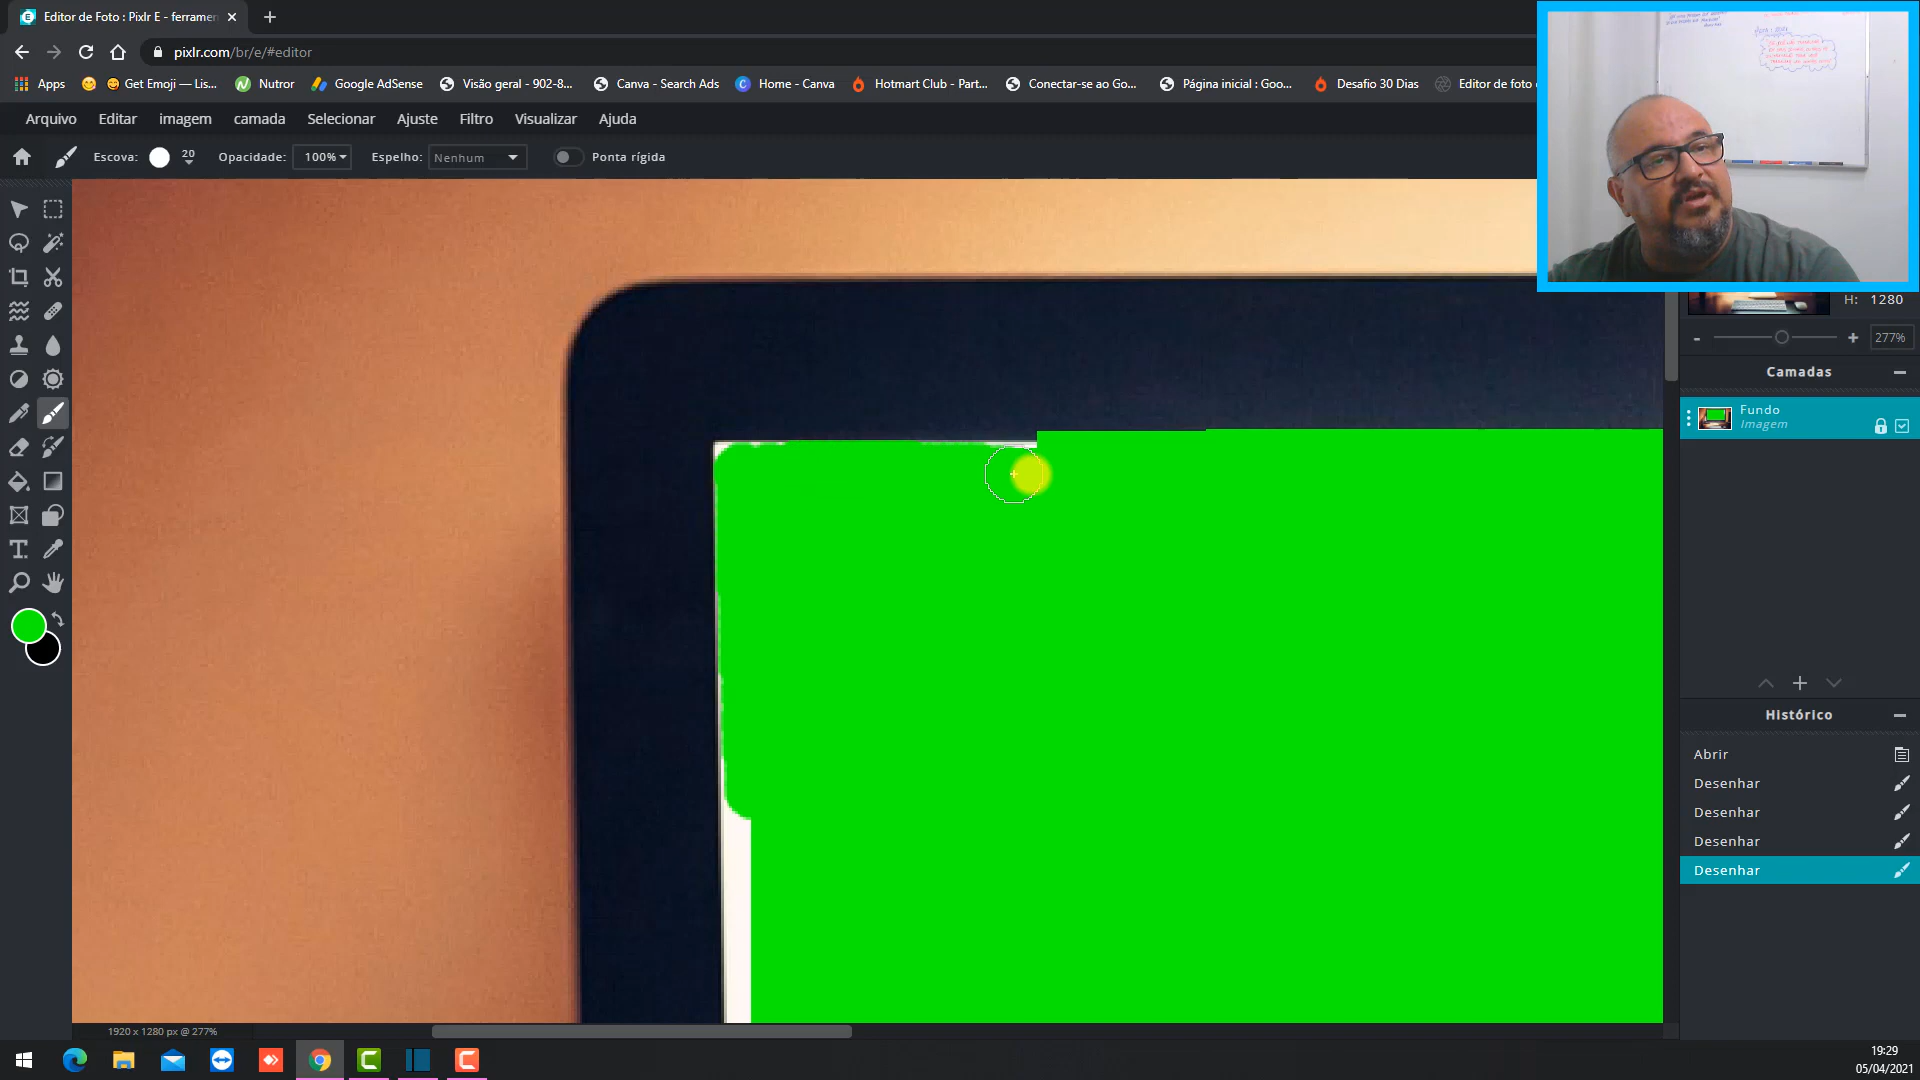 Editor de Foto : Pixlr E - ferramen
pixlr.com/br/e/#editor
Apps
Get Emoji — Lis...
Nutror
Google AdSense
Visão geral - 902-8...
Canva - Search Ads
Home - Canva
Hotmart Club - Part...
Conectar-se ao Go...
Página inicial : Goo...
Desafio 30 Dias
Editor de foto
Arquivo Editar imagem camada Selecionar Ajuste Filtro Visualizar Ajuda
Escova: 20 Opacidade: 100% Espelho: Nenhum Ponta rígida
H: 1280
277%
Camadas
Fundo
Imagem
Histórico
Abrir
Desenhar
Desenhar
Desenhar
Desenhar
1920 x 1280 px @ 277%
19:29
05/04/2021